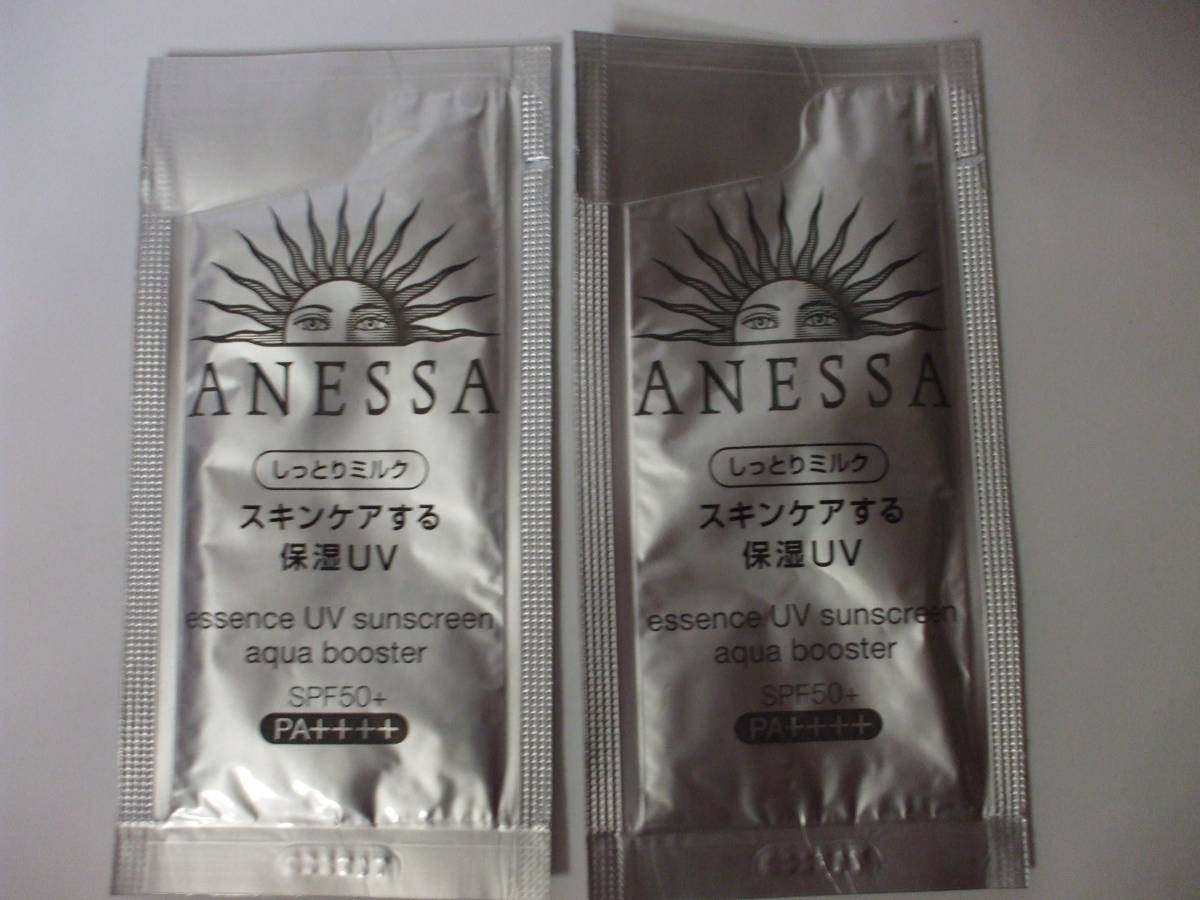 ANESSA
しっとりミルク
スキンケアする
保湿UV
essence UV sunscreen
aqua booster
SPF50+
PA++++
ANESSA
しっとりミルク
スキンケアする
保湿UV
essence UV sunscreen
aqua booster
SPF50+
PA++++